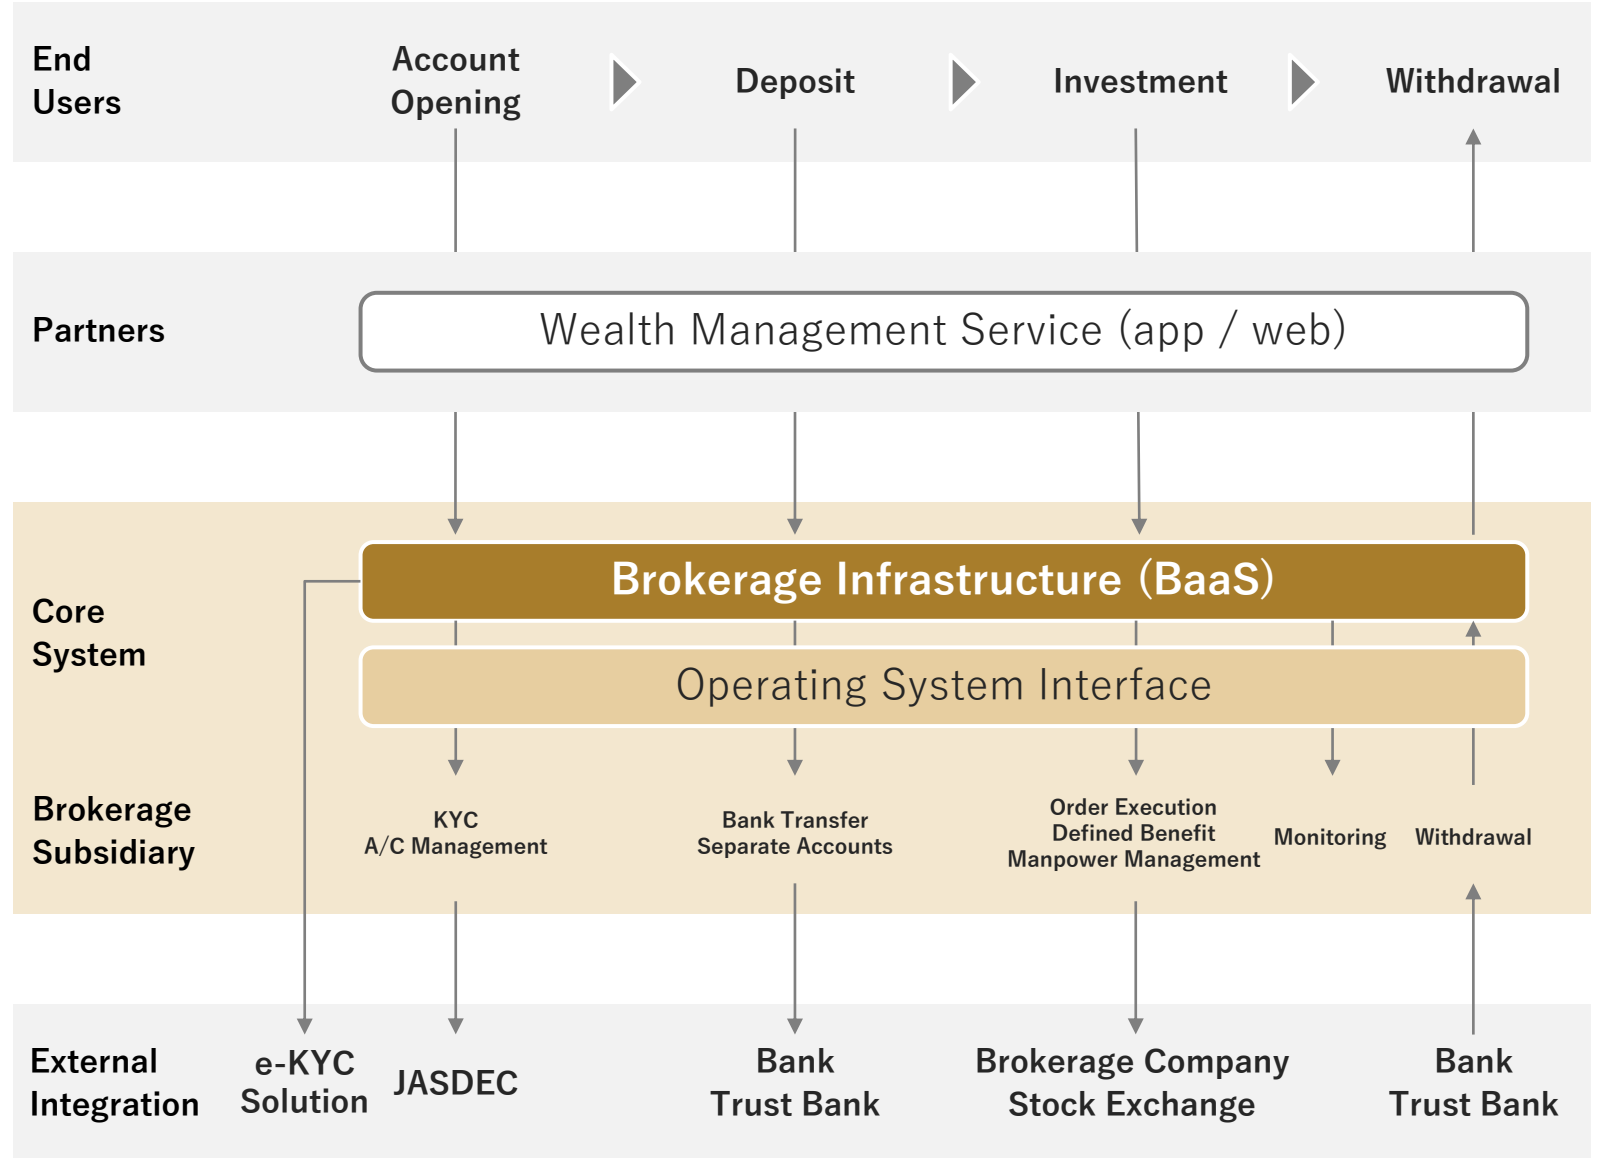 End
Users
Account
Opening
Deposit
Investment
Withdrawal
Partners
Wealth Management Service (app / web)
Core
System
Brokerage Infrastructure (BaaS)
Operating System Interface
Brokerage
Subsidiary
KYC
A/C Management
Bank Transfer
Separate Accounts
Order Execution
Defined Benefit
Manpower Management
Monitoring
Withdrawal
External
Integration
e-KYC
Solution
JASDEC
Bank
Trust Bank
Brokerage Company
Stock Exchange
Bank
Trust Bank